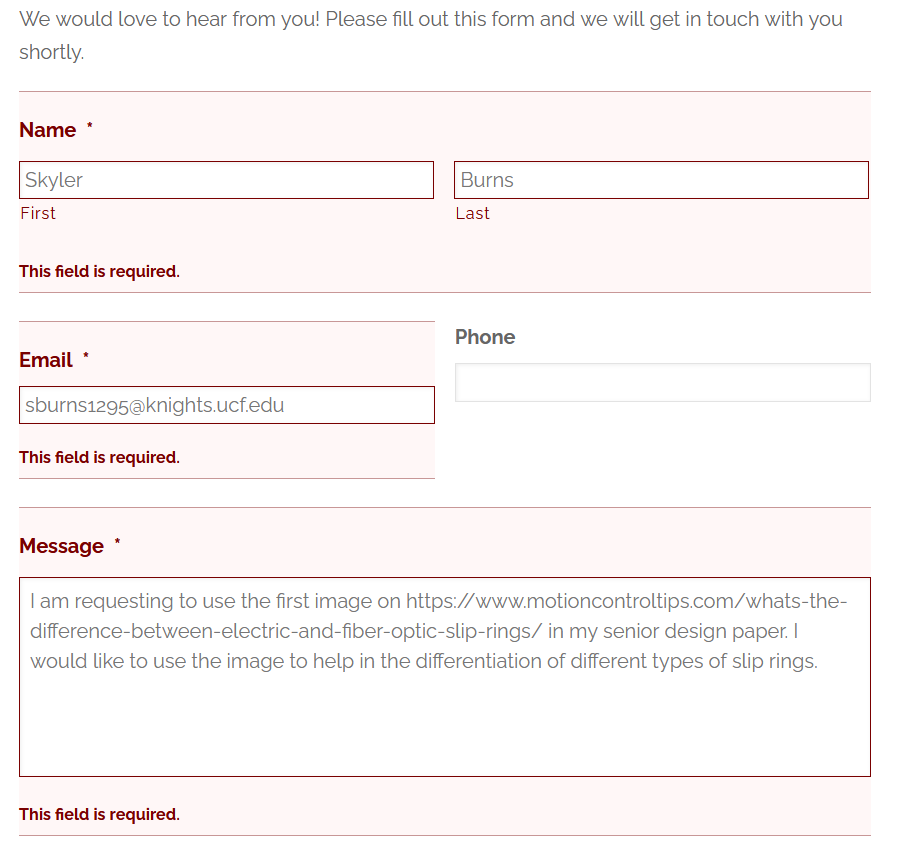 We would love to hear from you! Please fill out this form and we will get in touch with you
shortly.
Name *
Skyler Burns
First Last
This field is required.
Email * Phone
sburns1295@knights.ucf.edu
This field is required.
Message *
I am requesting to use the first image on https://www.motioncontroltips.com/whats-the-
difference-between-electric-and-fiber-optic-slip-rings/ in my senior design paper. I
would like to use the image to help in the differentiation of different types of slip rings.
This field is required.